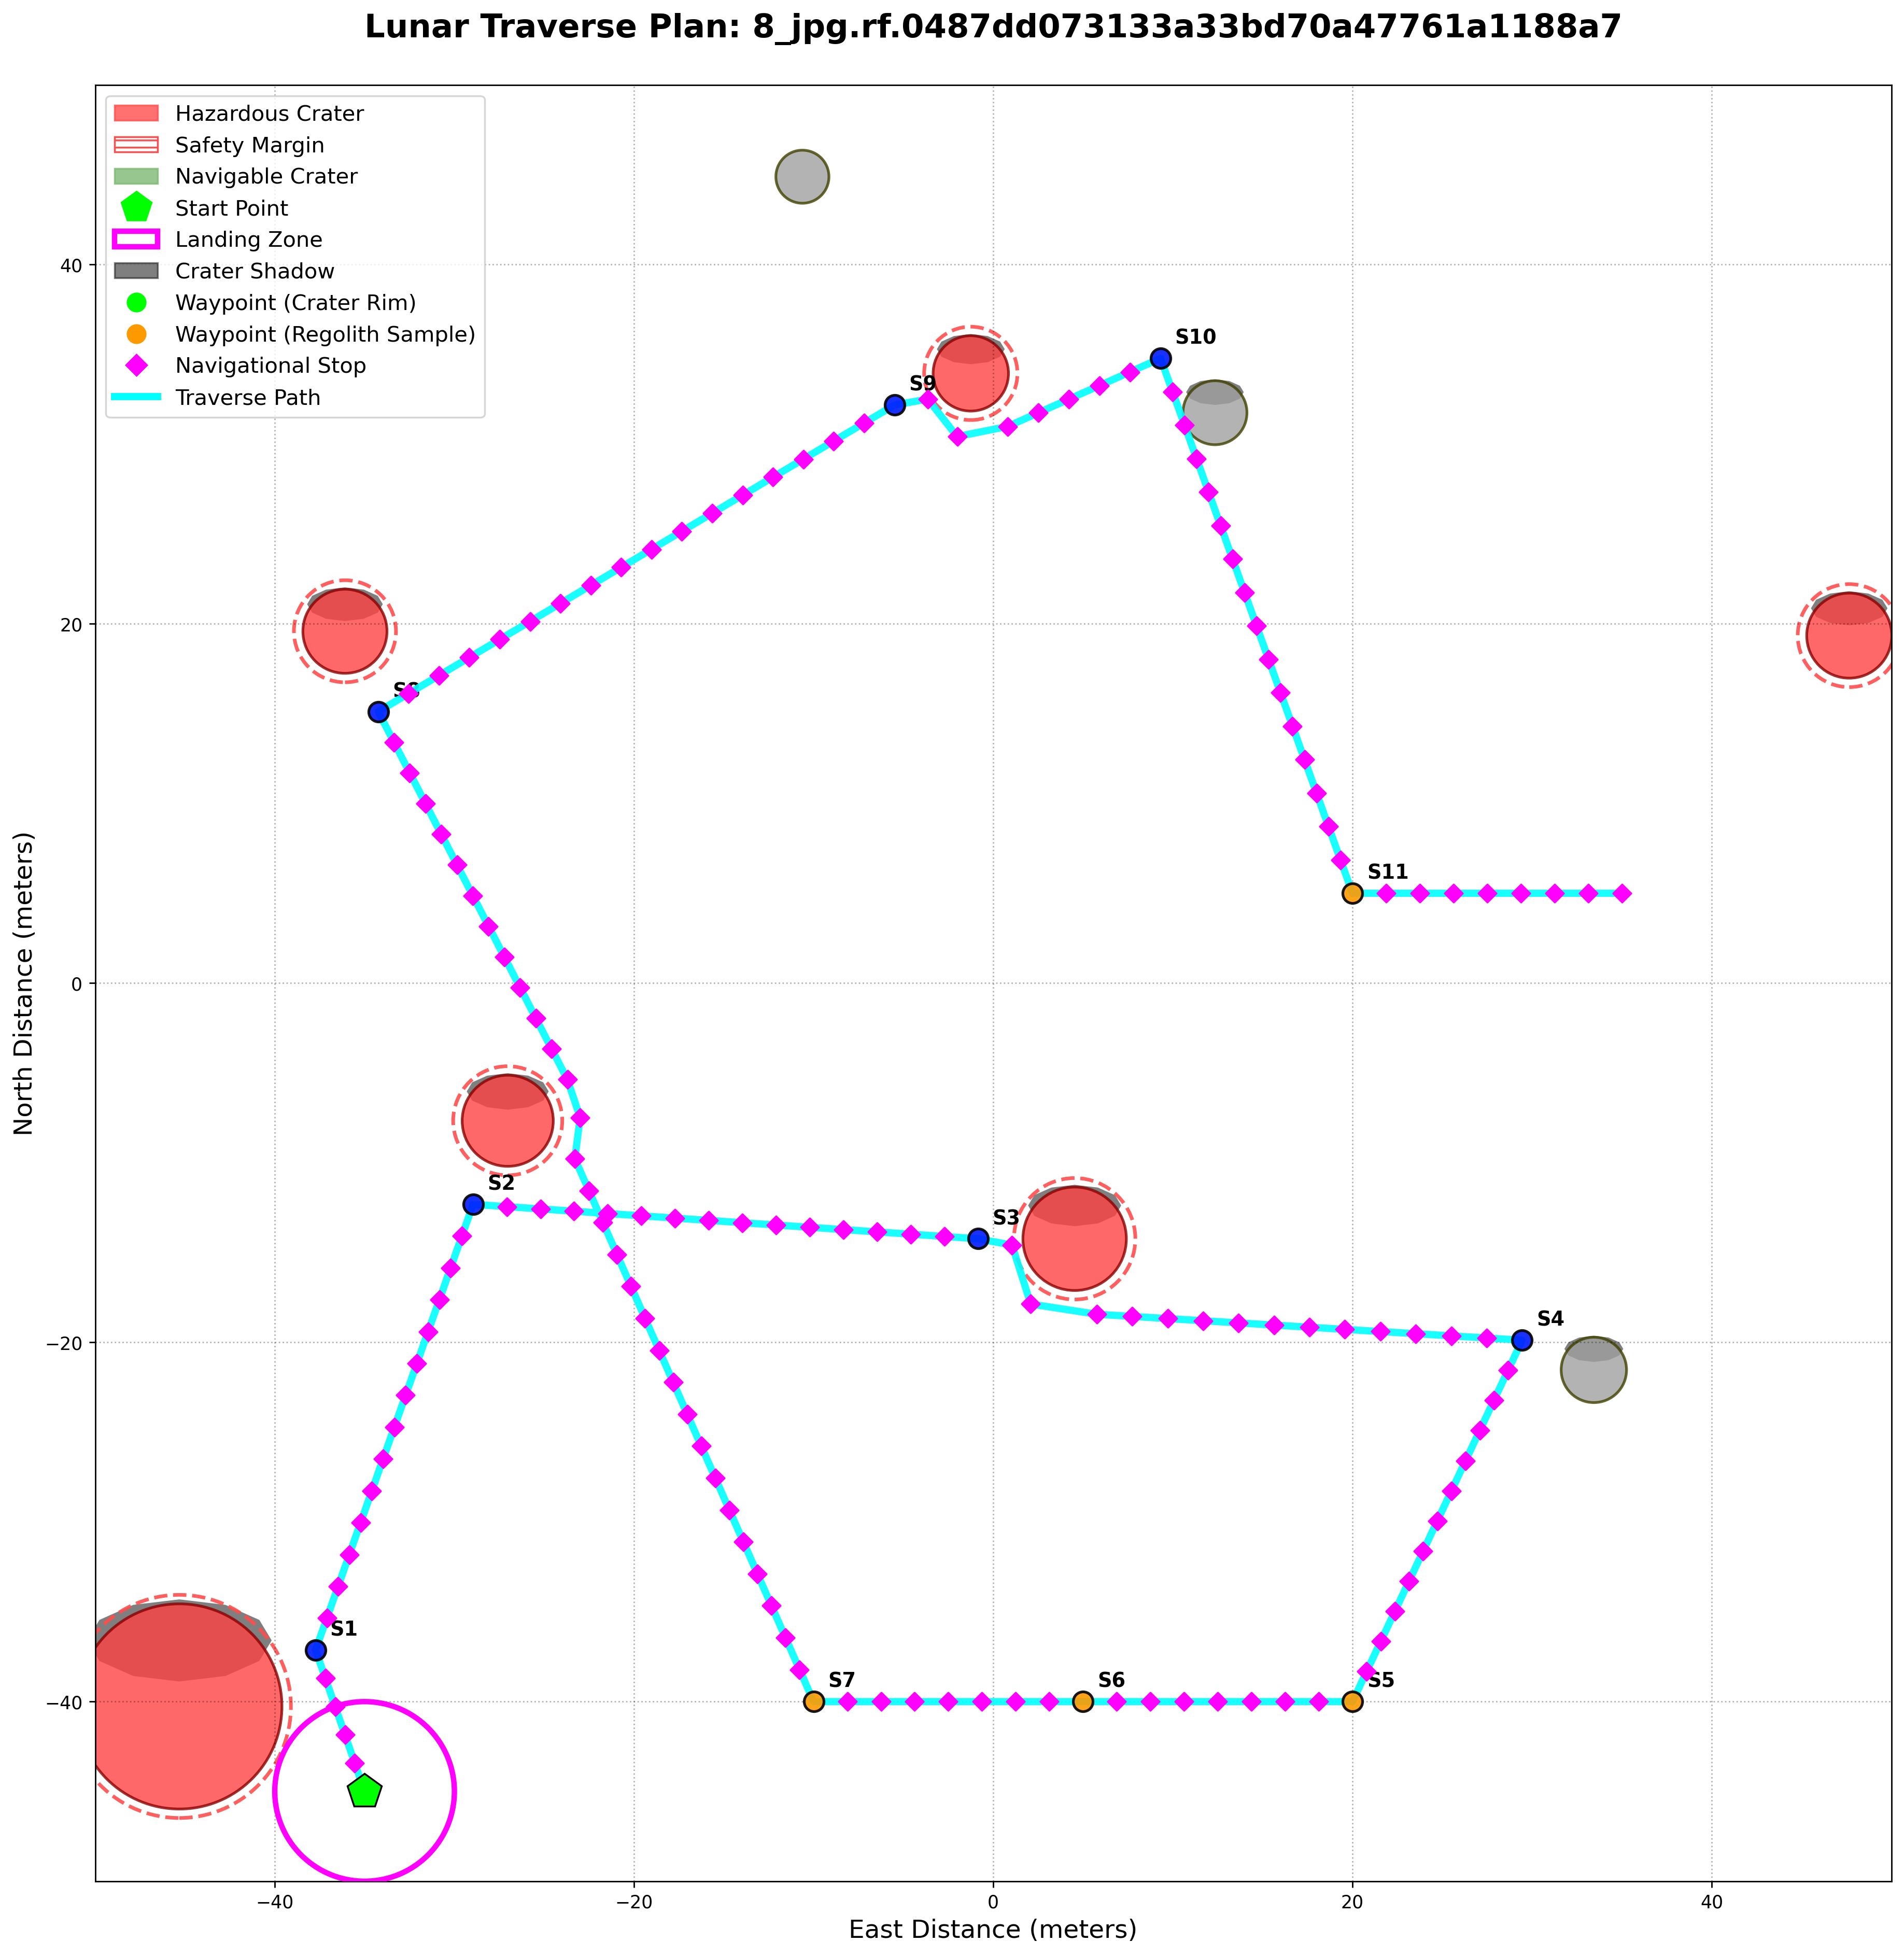 Lunar Traverse Plan: 8_jpg.rf.0487dd073133a33bd70a47761a1188a7
Hazardous Crater
Safety Margin
Navigable Crater
Start Point
Landing Zone
Crater Shadow
Waypoint (Crater Rim)
Waypoint (Regolith Sample)
Navigational Stop
Traverse Path
S10
S9
S8
S11
S2
S3
S4
S1
S7
S6
S5
40
20
0
−20
−40
North Distance (meters)
−40
−20
0
20
40
East Distance (meters)